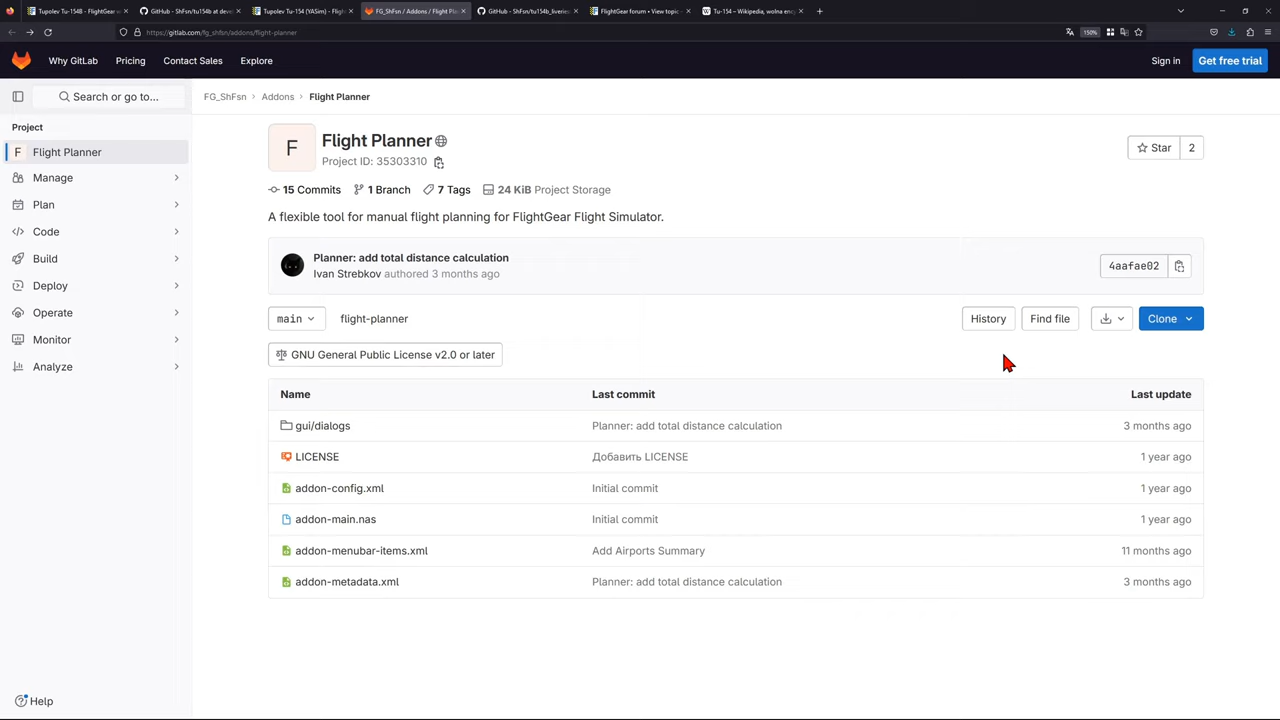 Tupolev Tu-154B - FlightGear w
GitHub - ShFsn/tu154b at devel
Tupolev Tu-154 (YASim) - Flight
FG_ShFsn / Addons / Flight Plan
GitHub - ShFsn/tu154b_liveries
FlightGear forum • View topic -
Tu-154 – Wikipedia, wolna ency
https://gitlab.com/fg_shfsn/addons/flight-planner
150%
Why GitLab
Pricing
Contact Sales
Explore
Sign in
Get free trial
Search or go to...
FG_ShFsn > Addons > Flight Planner
Project
F Flight Planner
Manage
Plan
Code
Build
Deploy
Operate
Monitor
Analyze
Help
F
Flight Planner
Project ID: 35303310
Star 2
15 Commits 1 Branch 7 Tags 24 KiB Project Storage
A flexible tool for manual flight planning for FlightGear Flight Simulator.
Planner: add total distance calculation
Ivan Strebkov authored 3 months ago
4aafae02
main
flight-planner
History
Find file
Clone
GNU General Public License v2.0 or later
Name Last commit Last update
gui/dialogs Planner: add total distance calculation 3 months ago
LICENSE Добавить LICENSE 1 year ago
addon-config.xml Initial commit 1 year ago
addon-main.nas Initial commit 1 year ago
addon-menubar-items.xml Add Airports Summary 11 months ago
addon-metadata.xml Planner: add total distance calculation 3 months ago